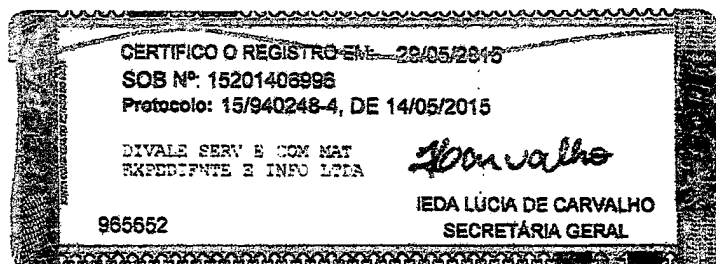 CERTIFICO O REGISTRO EM: 29/05/2015
SOB Nº: 15201406996
Protocolo: 15/940248-4, DE 14/05/2015
DIVALE SERV E COM MAT
EXPEDIENTE E INFO LTDA
HCarvalho
IEDA LÚCIA DE CARVALHO
965652
SECRETÁRIA GERAL